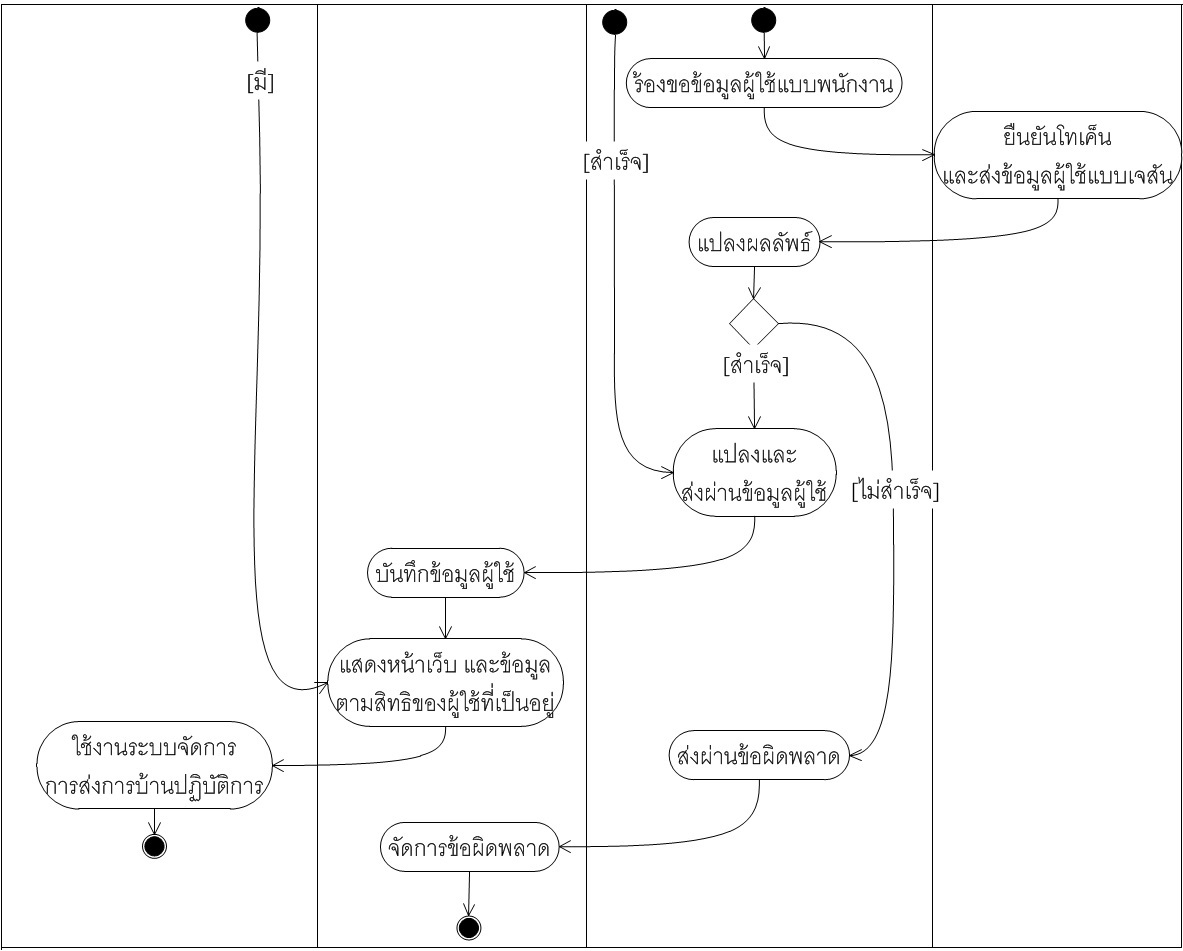 [มี]
ร้องขอข้อมูลผู้ใช้แบบพนักงาน
ยืนยันโทเค็น
และส่งข้อมูลผู้ใช้แบบเจสัน
[สำเร็จ]
แปลงผลลัพธ์
[สำเร็จ]
แปลงและ
ส่งผ่านข้อมูลผู้ใช้
[ไม่สำเร็จ]
บันทึกข้อมูลผู้ใช้
แสดงหน้าเว็บ และข้อมูล
ตามสิทธิของผู้ใช้ที่เป็นอยู่
ใช้งานระบบจัดการ
การส่งการบ้านปฏิบัติการ
ส่งผ่านข้อผิดพลาด
จัดการข้อผิดพลาด